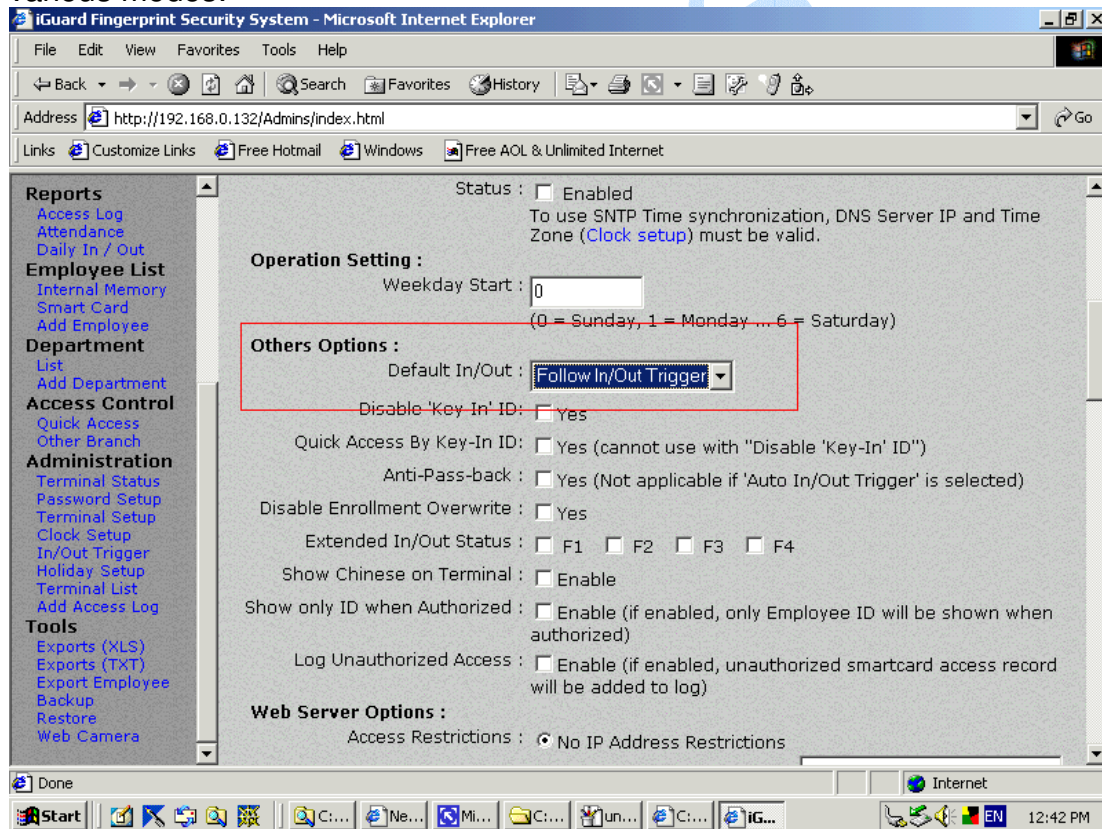 various modes.
iGuard Fingerprint Security System - Microsoft Internet Explorer
File Edit View Favorites Tools Help
Back Search Favorites History
Address http://192.168.0.132/Admins/index.html Go
Links Customize Links Free Hotmail Windows Free AOL & Unlimited Internet
Reports
Access Log
Attendance
Daily In / Out
Employee List
Internal Memory
Smart Card
Add Employee
Department
List
Add Department
Access Control
Quick Access
Other Branch
Administration
Terminal Status
Password Setup
Terminal Setup
Clock Setup
In/Out Trigger
Holiday Setup
Terminal List
Add Access Log
Tools
Exports (XLS)
Exports (TXT)
Export Employee
Backup
Restore
Web Camera
Status : Enabled
To use SNTP Time synchronization, DNS Server IP and Time
Zone (Clock setup) must be valid.
Operation Setting :
Weekday Start : 0
(0 = Sunday, 1 = Monday ... 6 = Saturday)
Others Options :
Default In/Out : Follow In/Out Trigger
Disable 'Key-In' ID: Yes
Quick Access By Key-In ID: Yes (cannot use with "Disable 'Key-In' ID")
Anti-Pass-back : Yes (Not applicable if 'Auto In/Out Trigger' is selected)
Disable Enrollment Overwrite : Yes
Extended In/Out Status : F1 F2 F3 F4
Show Chinese on Terminal : Enable
Show only ID when Authorized : Enable (if enabled, only Employee ID will be shown when
authorized)
Log Unauthorized Access : Enable (if enabled, unauthorized smartcard access record
will be added to log)
Web Server Options :
Access Restrictions : No IP Address Restrictions
Done Internet
Start C:... Ne... Mi... C:... un... C:... iG... EN 12:42 PM